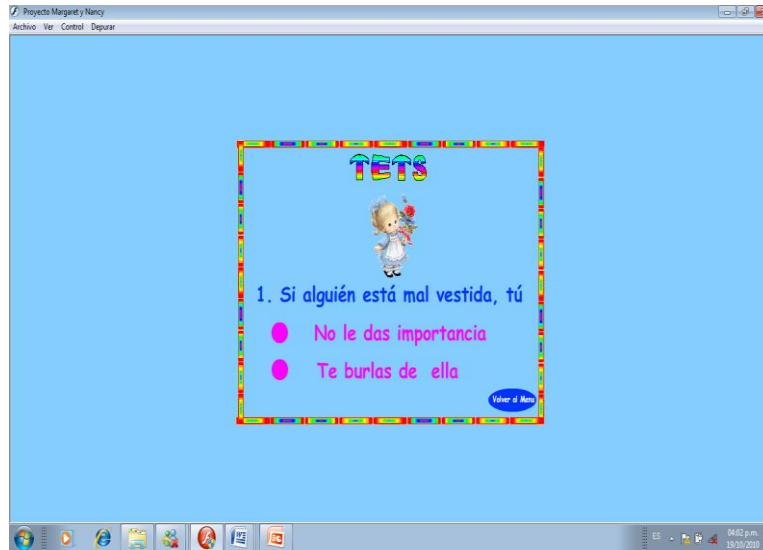 Proyecto Margaret y Nancy
Archivo Ver Control Depurar
TETS
1. Si alguién está mal vestida, tú
No le das importancia
Te burlas de ella
Volver al Menu
ES
04:02 p.m.
19/10/2010